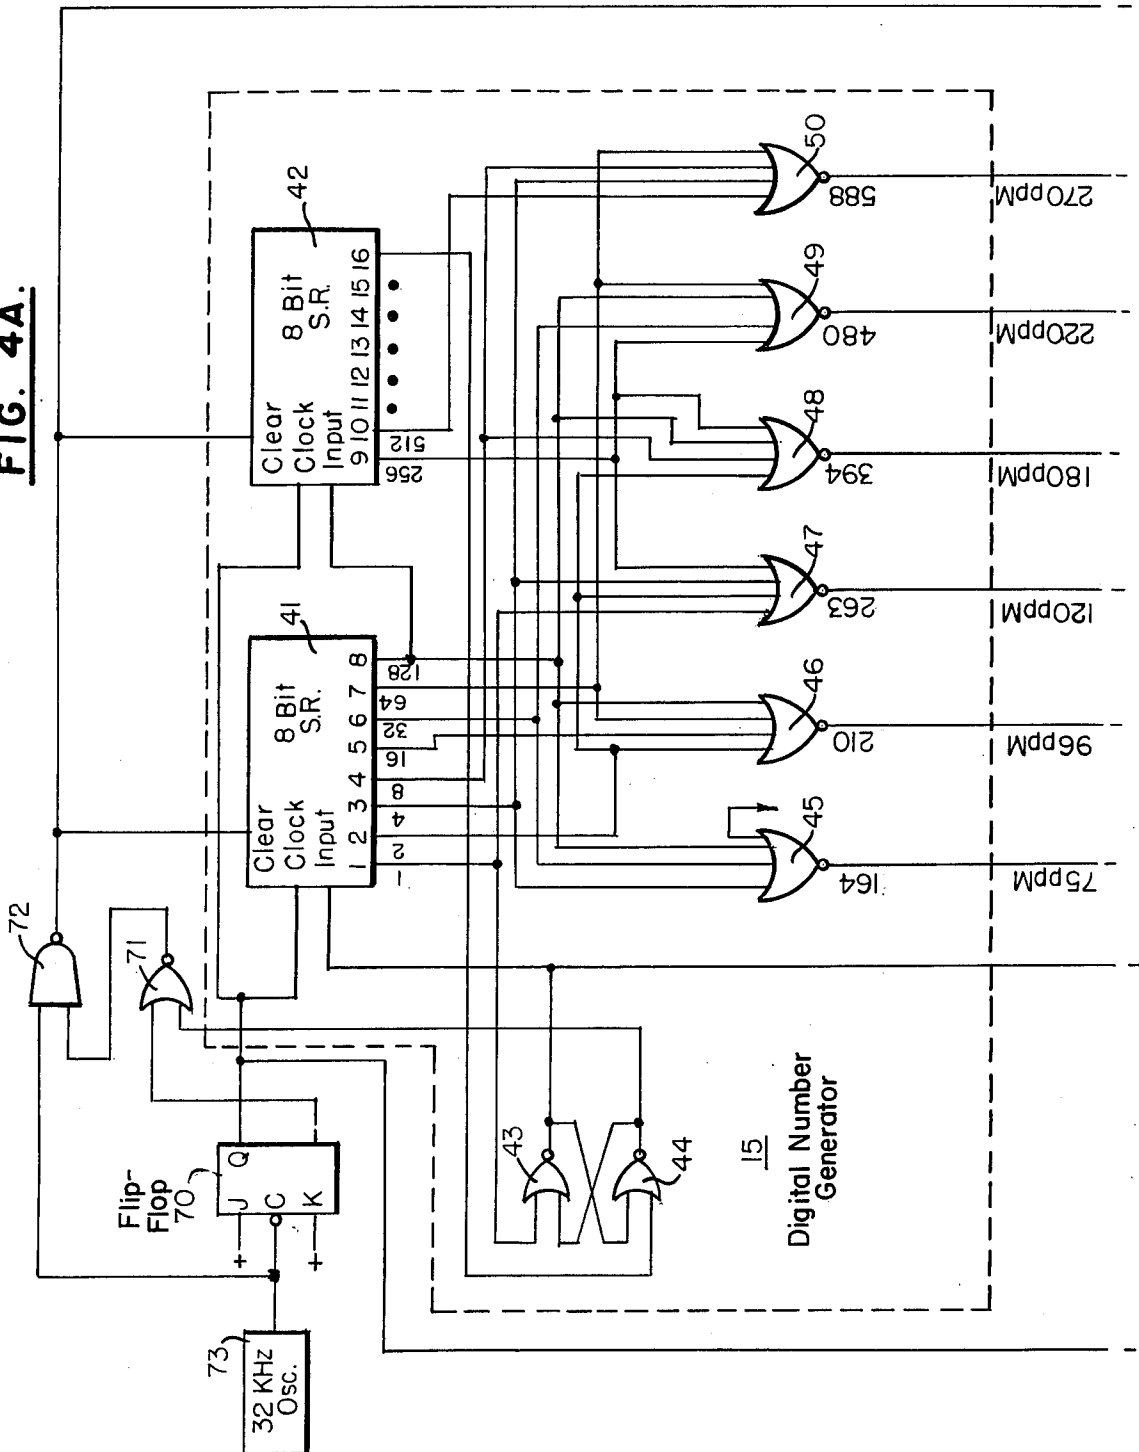 FIG. 4A.
72
71
Flip-
Flop
70
J
Q
C
K
+
+
73
32 KHz
Osc.
Clear
Clock
Input
8 Bit
S.R.
41
1 2 3 4 5 6 7 8
1 2 4 8 16 32 64 128
Clear
Clock
Input
8 Bit
S.R.
42
9 10 11 12 13 14 15 16
256 512
43
44
15
Digital Number
Generator
45
164
75ppM
46
210
96ppM
47
263
120ppM
48
394
180ppM
49
480
220ppM
50
588
270ppM